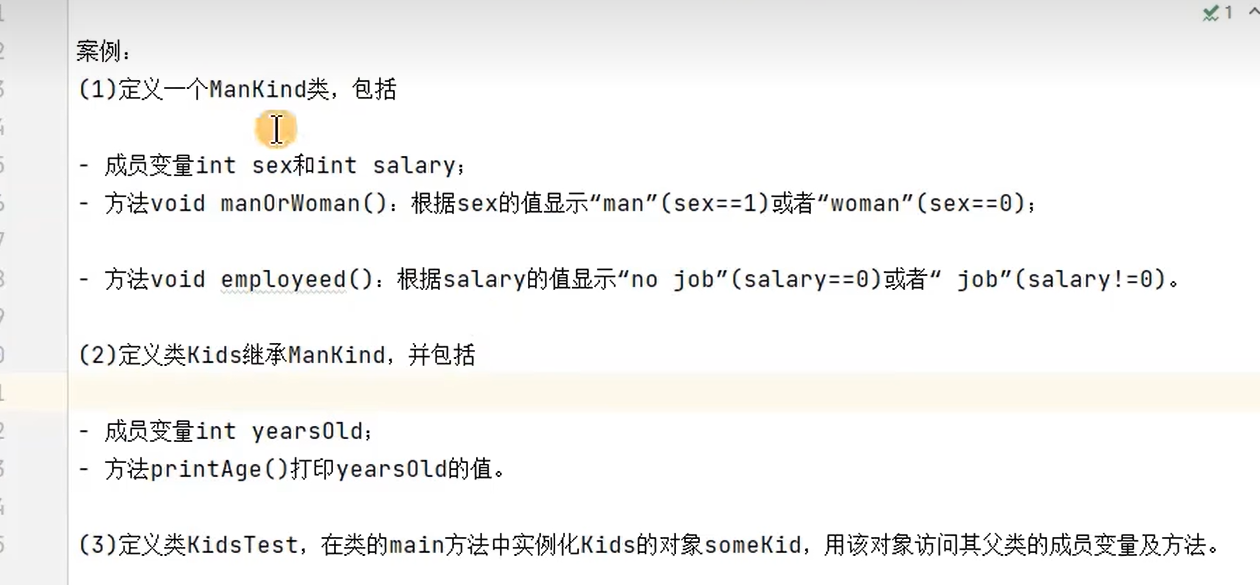 1
案例：
(1)定义一个ManKind类，包括
- 成员变量int sex和int salary；
- 方法void manOrWoman()：根据sex的值显示“man”(sex==1)或者“woman”(sex==0)；
- 方法void employeed()：根据salary的值显示“no job”(salary==0)或者“ job”(salary!=0)。
(2)定义类Kids继承ManKind，并包括
- 成员变量int yearsOld；
- 方法printAge()打印yearsOld的值。
(3)定义类KidsTest，在类的main方法中实例化Kids的对象someKid，用该对象访问其父类的成员变量及方法。